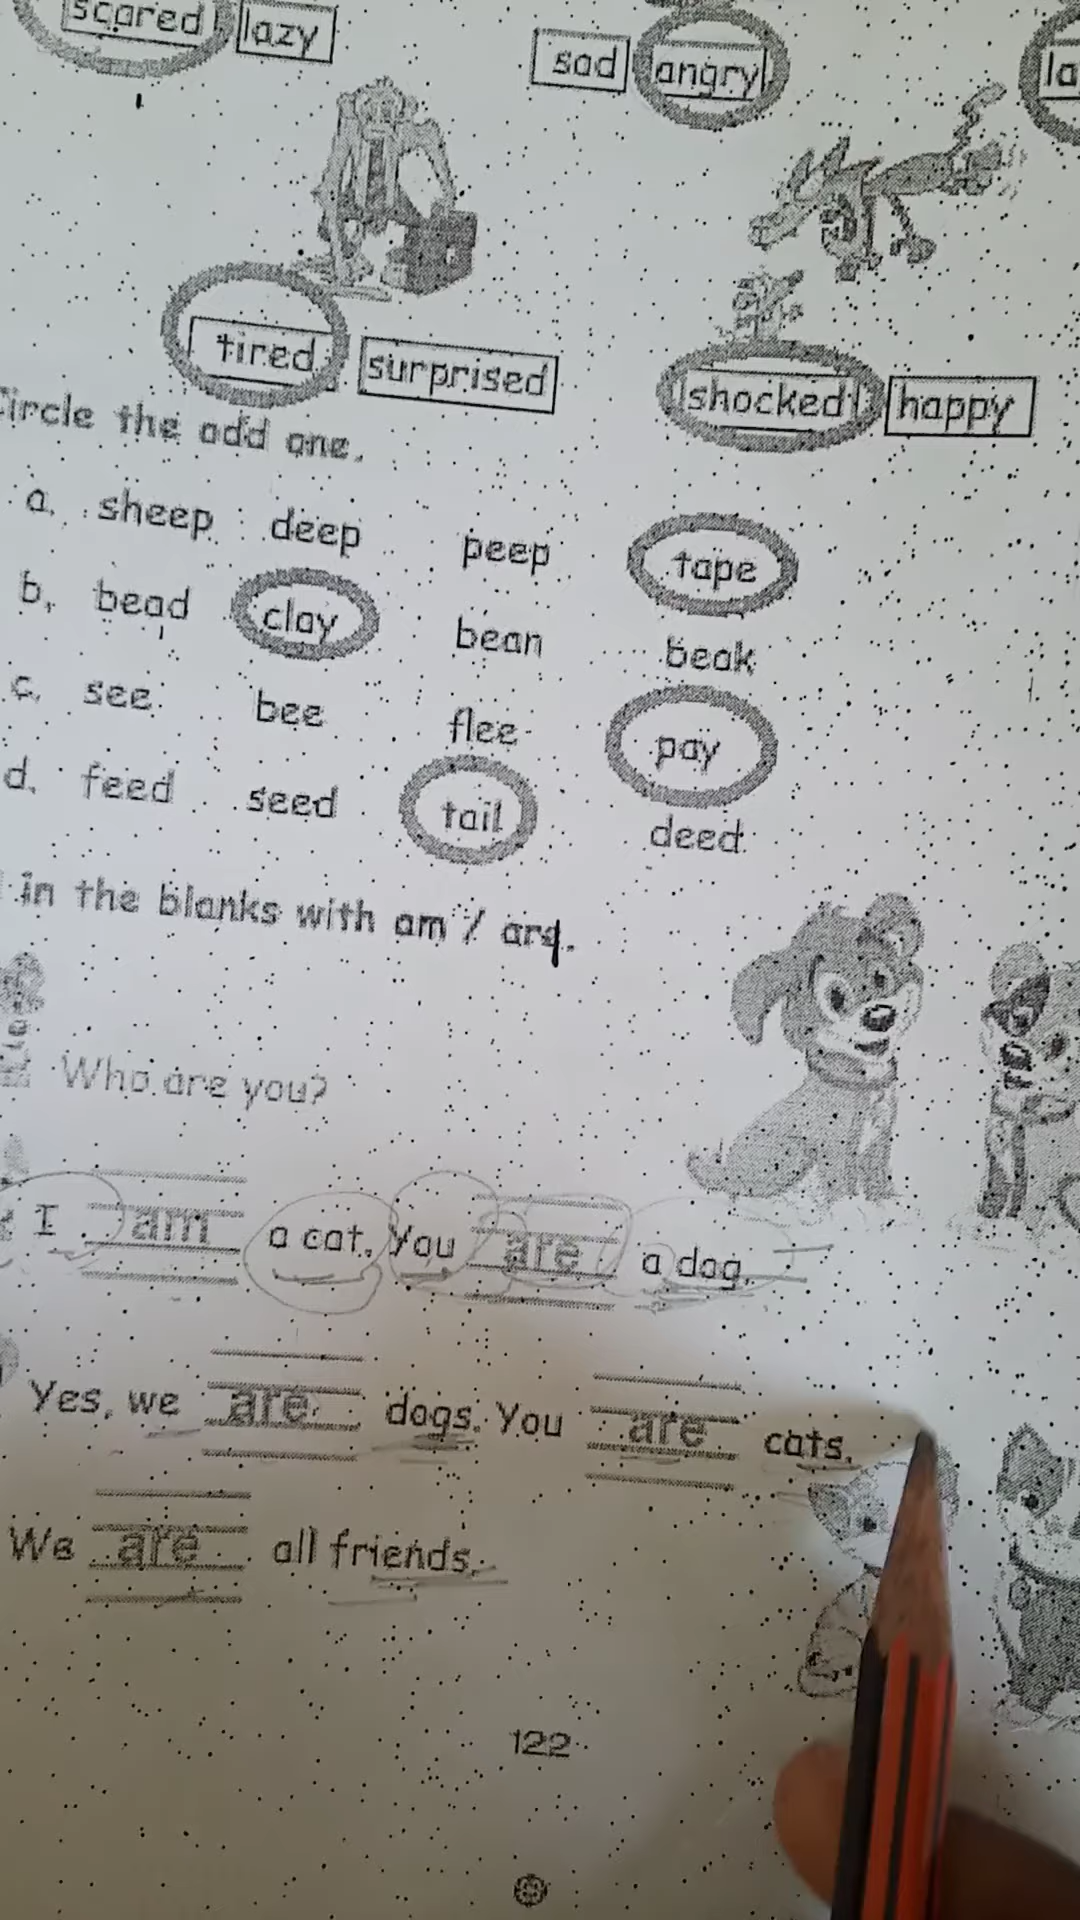 scared lazy
sad angry
la
tired surprised
shocked happy
Circle the odd one.
a. sheep deep peep tape
b. bead clay bean beak
c. see bee flee pay
d. feed seed tail deed
in the blanks with am / are.
Who are you?
I am a cat. You are a dog.
Yes, we are dogs. You are cats.
We are all friends.
122